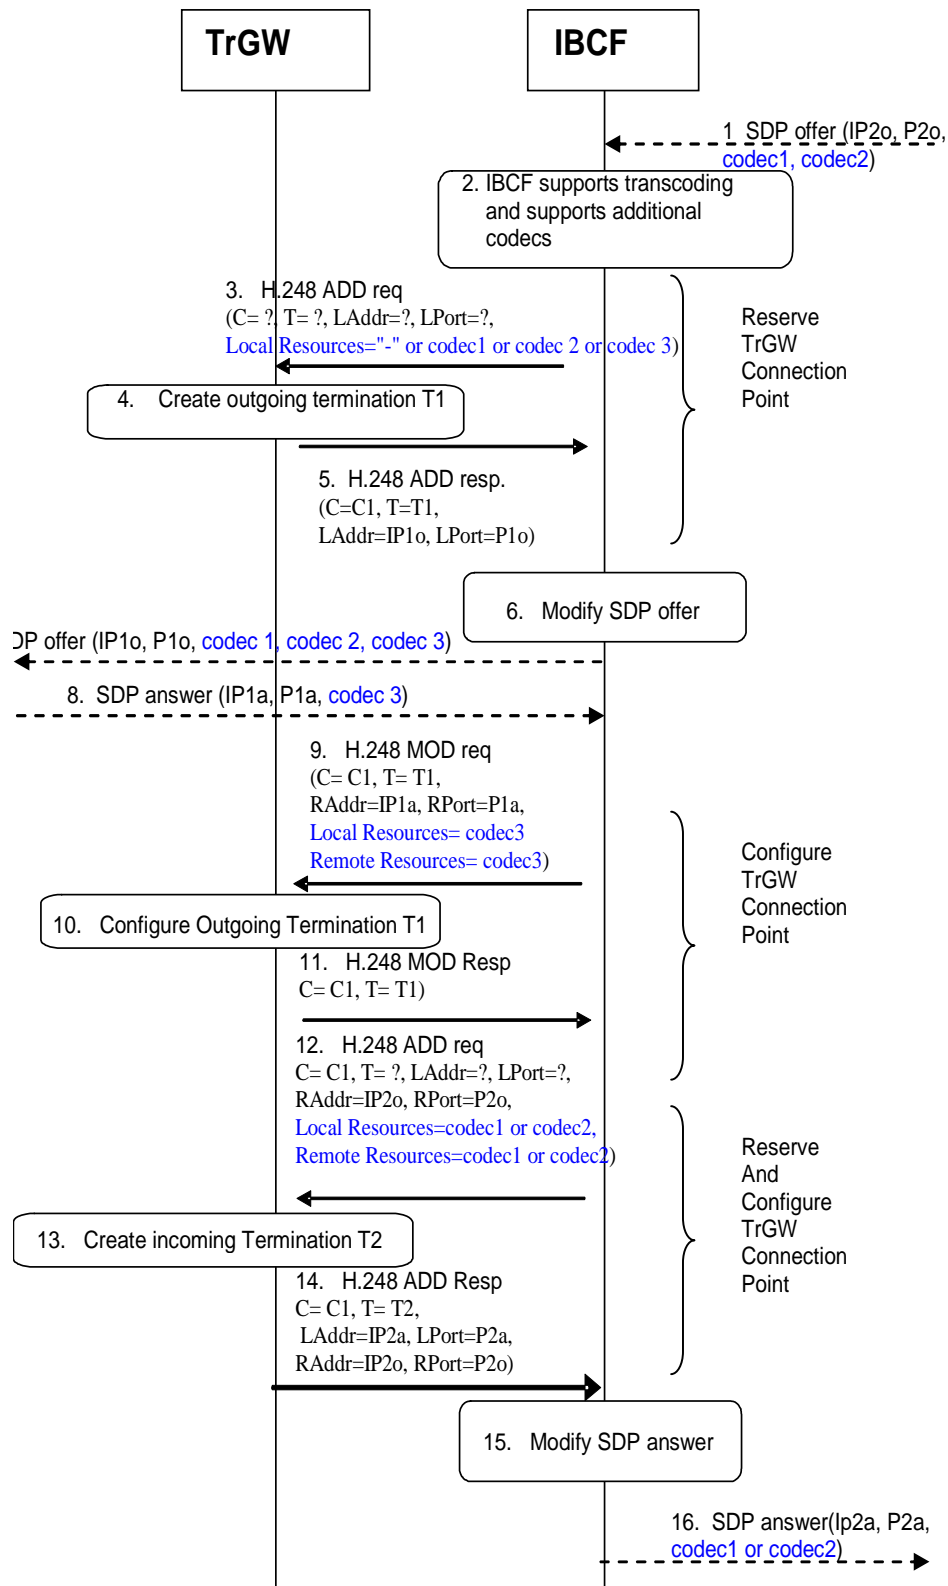 TrGW
IBCF
1 SDP offer (IP2o, P2o,
codec1, codec2)
2. IBCF supports transcoding
and supports additional
codecs
3. H.248 ADD req
(C= ?, T= ?, LAddr=?, LPort=?,
Local Resources="-" or codec1 or codec 2 or codec 3)
Reserve
TrGW
Connection
Point
4. Create outgoing termination T1
5. H.248 ADD resp.
(C=C1, T=T1,
LAddr=IP1o, LPort=P1o)
6. Modify SDP offer
DP offer (IP1o, P1o, codec 1, codec 2, codec 3)
8. SDP answer (IP1a, P1a, codec 3)
9. H.248 MOD req
(C= C1, T= T1,
RAddr=IP1a, RPort=P1a,
Local Resources= codec3
Remote Resources= codec3)
Configure
TrGW
Connection
Point
10. Configure Outgoing Termination T1
11. H.248 MOD Resp
C= C1, T= T1)
12. H.248 ADD req
C= C1, T= ?, LAddr=?, LPort=?,
RAddr=IP2o, RPort=P2o,
Local Resources=codec1 or codec2,
Remote Resources=codec1 or codec2)
Reserve
And
Configure
TrGW
Connection
Point
13. Create incoming Termination T2
14. H.248 ADD Resp
C= C1, T= T2,
LAddr=IP2a, LPort=P2a,
RAddr=IP2o, RPort=P2o)
15. Modify SDP answer
16. SDP answer(Ip2a, P2a,
codec1 or codec2)